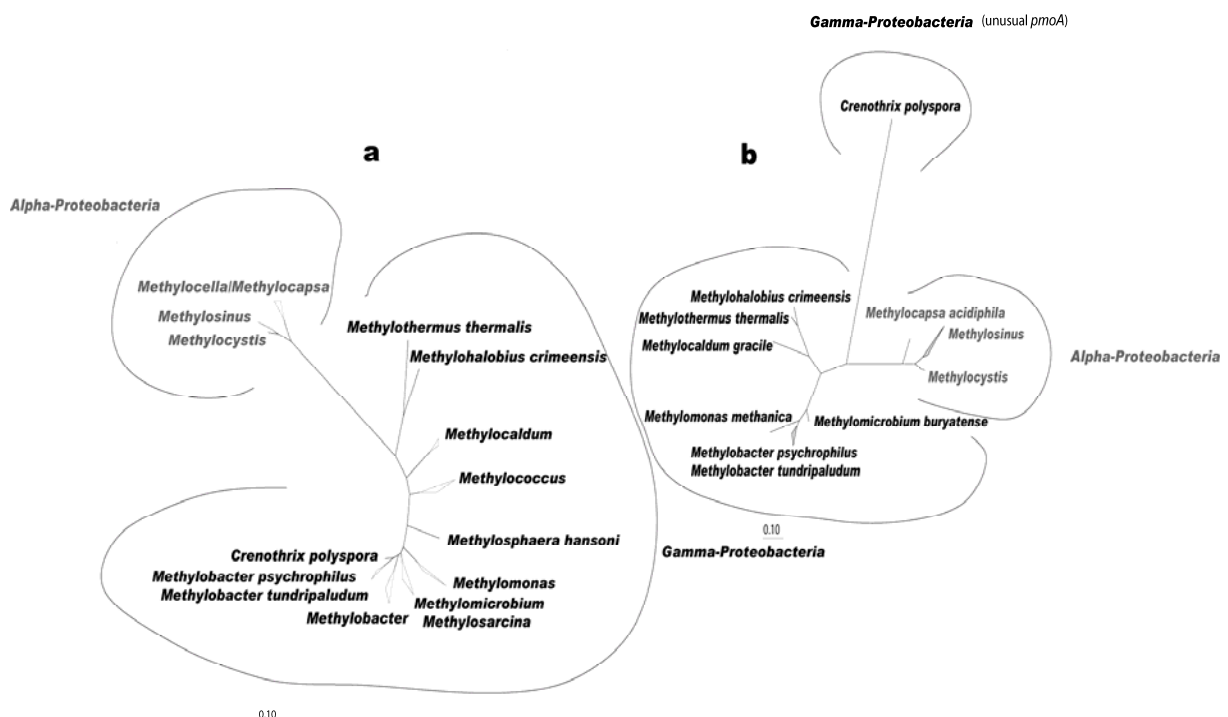 Gamma-Proteobacteria (unusual pmoA)
Crenothrix polyspora
a
b
Alpha-Proteobacteria
Methylocella/Methylocapsa
Methylosinus
Methylocystis
Methylothermus thermalis
Methylohalobius crimeensis
Methylocaldum
Methylococcus
Methylosphaera hansoni
Crenothrix polyspora
Methylobacter psychrophilus
Methylobacter tundripaludum
Methylobacter
Methylomonas
Methylomicrobium
Methylosarcina
0.10
Methylohalobius crimeensis
Methylothermus thermalis
Methylocaldum gracile
Methylocapsa acidiphila
Methylosinus
Methylocystis
Alpha-Proteobacteria
Methylomonas methanica
Methylomicrobium buryatense
Methylobacter psychrophilus
Methylobacter tundripaludum
0.10
Gamma-Proteobacteria